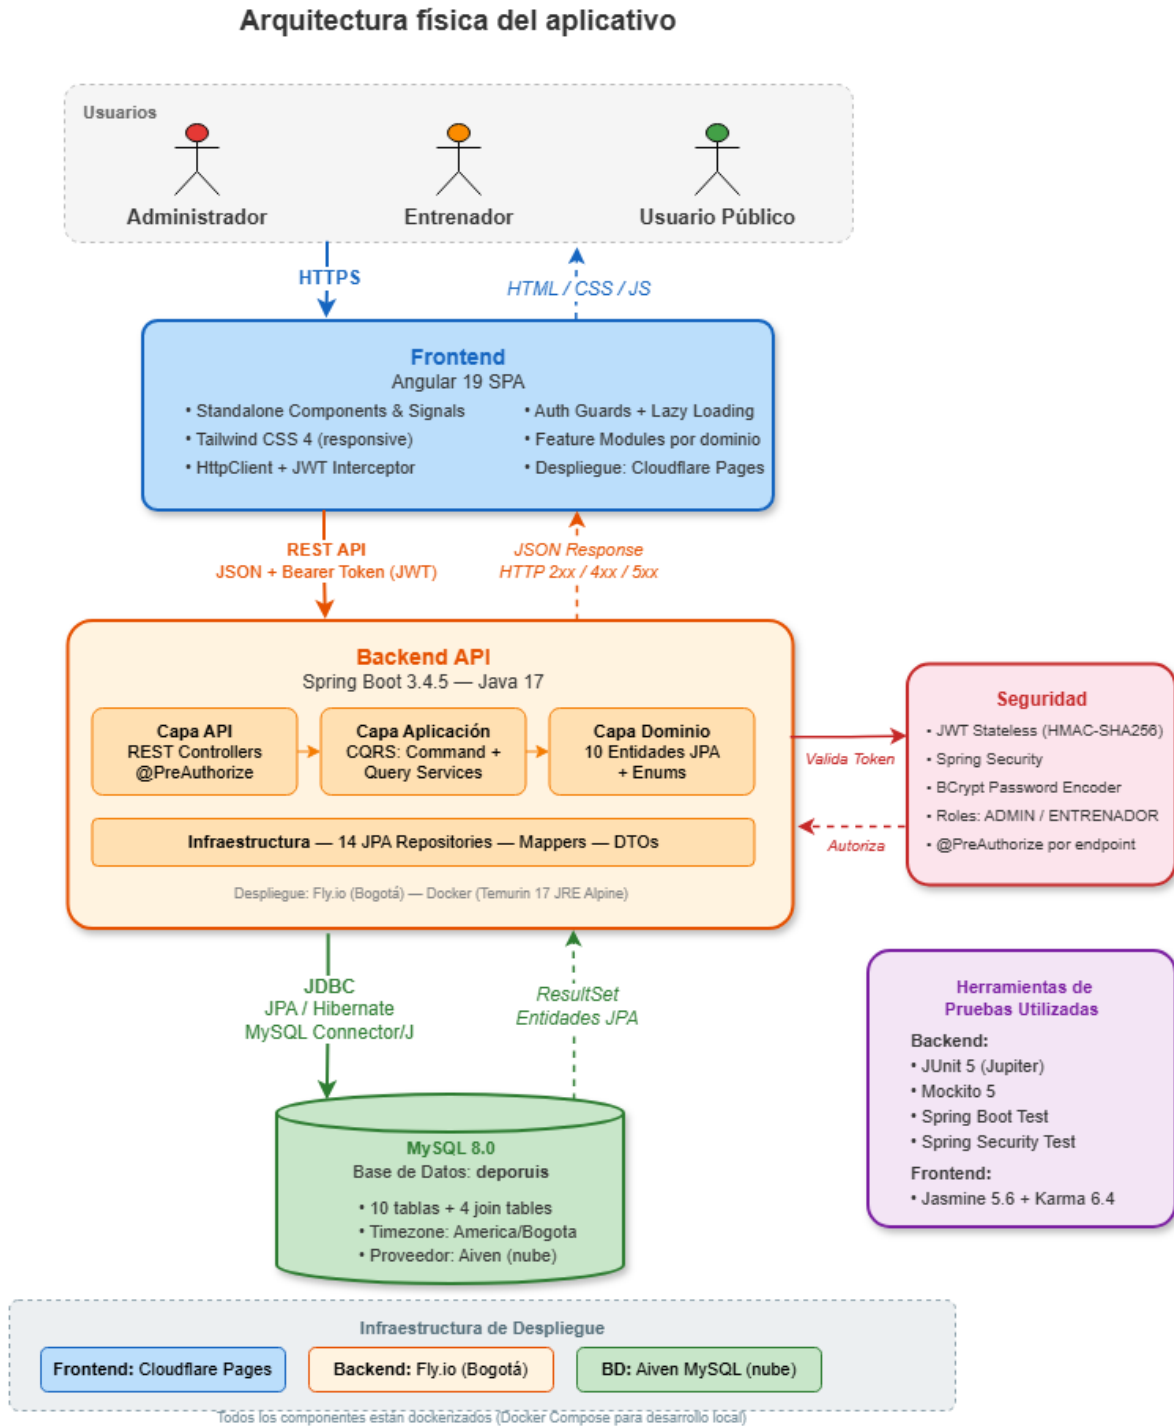 Arquitectura física del aplicativo
Usuarios
Administrador
Entrenador
Usuario Público
HTTPS
HTML / CSS / JS
Frontend
Angular 19 SPA
• Standalone Components & Signals
• Tailwind CSS 4 (responsive)
• HttpClient + JWT Interceptor
• Auth Guards + Lazy Loading
• Feature Modules por dominio
• Despliegue: Cloudflare Pages
REST API
JSON + Bearer Token (JWT)
JSON Response
HTTP 2xx / 4xx / 5xx
Backend API
Spring Boot 3.4.5 — Java 17
Capa API
REST Controllers
@PreAuthorize
Capa Aplicación
CQRS: Command +
Query Services
Capa Dominio
10 Entidades JPA
+ Enums
Infraestructura — 14 JPA Repositories — Mappers — DTOs
Despliegue: Fly.io (Bogotá) — Docker (Temurin 17 JRE Alpine)
Valida Token
Autoriza
Seguridad
• JWT Stateless (HMAC-SHA256)
• Spring Security
• BCrypt Password Encoder
• Roles: ADMIN / ENTRENADOR
• @PreAuthorize por endpoint
JDBC
JPA / Hibernate
MySQL Connector/J
ResultSet
Entidades JPA
Herramientas de
Pruebas Utilizadas
Backend:
• JUnit 5 (Jupiter)
• Mockito 5
• Spring Boot Test
• Spring Security Test
Frontend:
• Jasmine 5.6 + Karma 6.4
MySQL 8.0
Base de Datos: deporuis
• 10 tablas + 4 join tables
• Timezone: America/Bogota
• Proveedor: Aiven (nube)
Infraestructura de Despliegue
Frontend: Cloudflare Pages
Backend: Fly.io (Bogotá)
BD: Aiven MySQL (nube)
Todos los componentes están dockerizados (Docker Compose para desarrollo local)